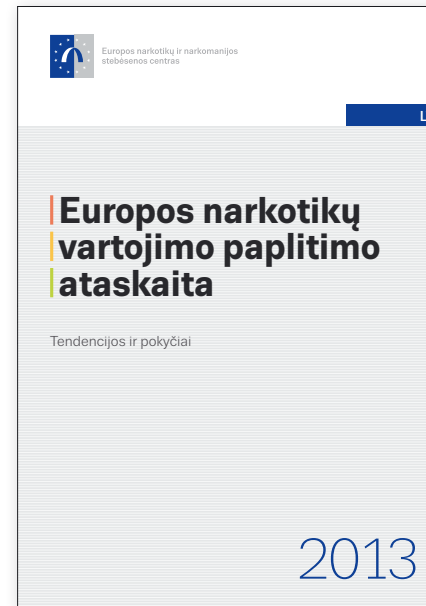 Europos narkotikų ir narkomanijos
stebėsenos centras
L
Europos narkotikų
vartojimo paplitimo
ataskaita
Tendencijos ir pokyčiai
2013